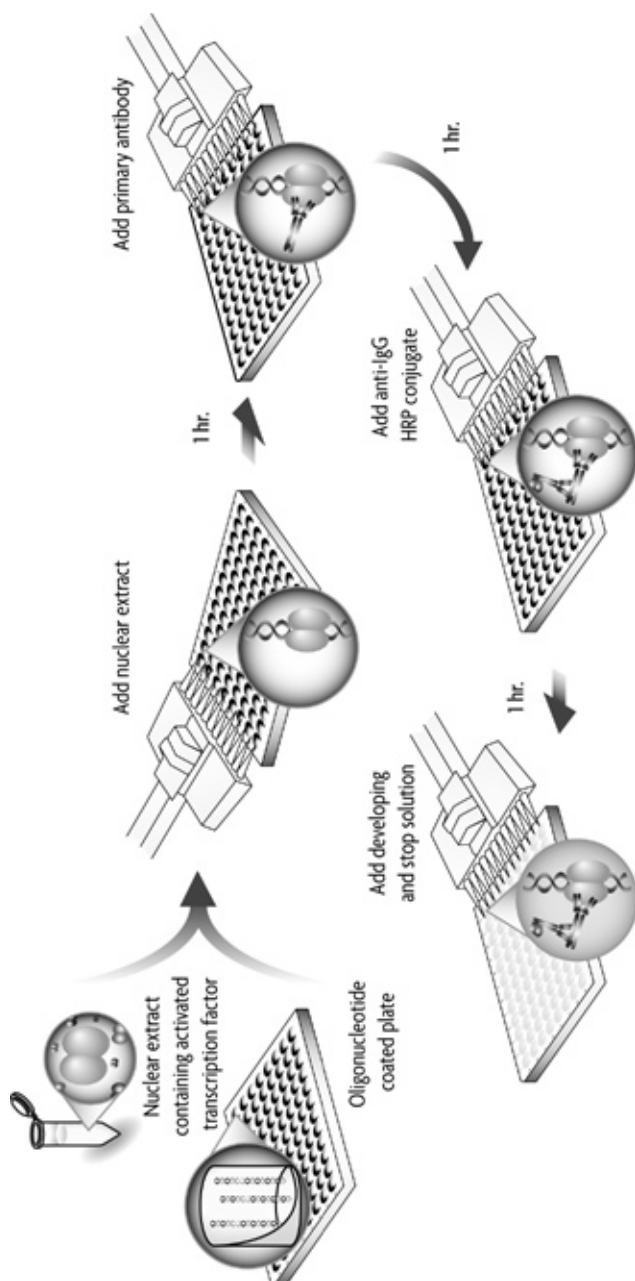 Nuclear extract
containing activated
transcription factor
Oligonucleotide
coated plate
Add nuclear extract
1 hr.
Add primary antibody
1 hr.
Add anti-IgG
HRP conjugate
1 hr.
Add developing
and stop solution